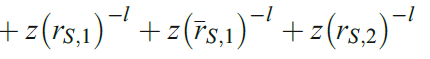 $+ z(r_{S,1})^{-l} + z(\bar{r}_{S,1})^{-l} + z(r_{S,2})^{-l}$